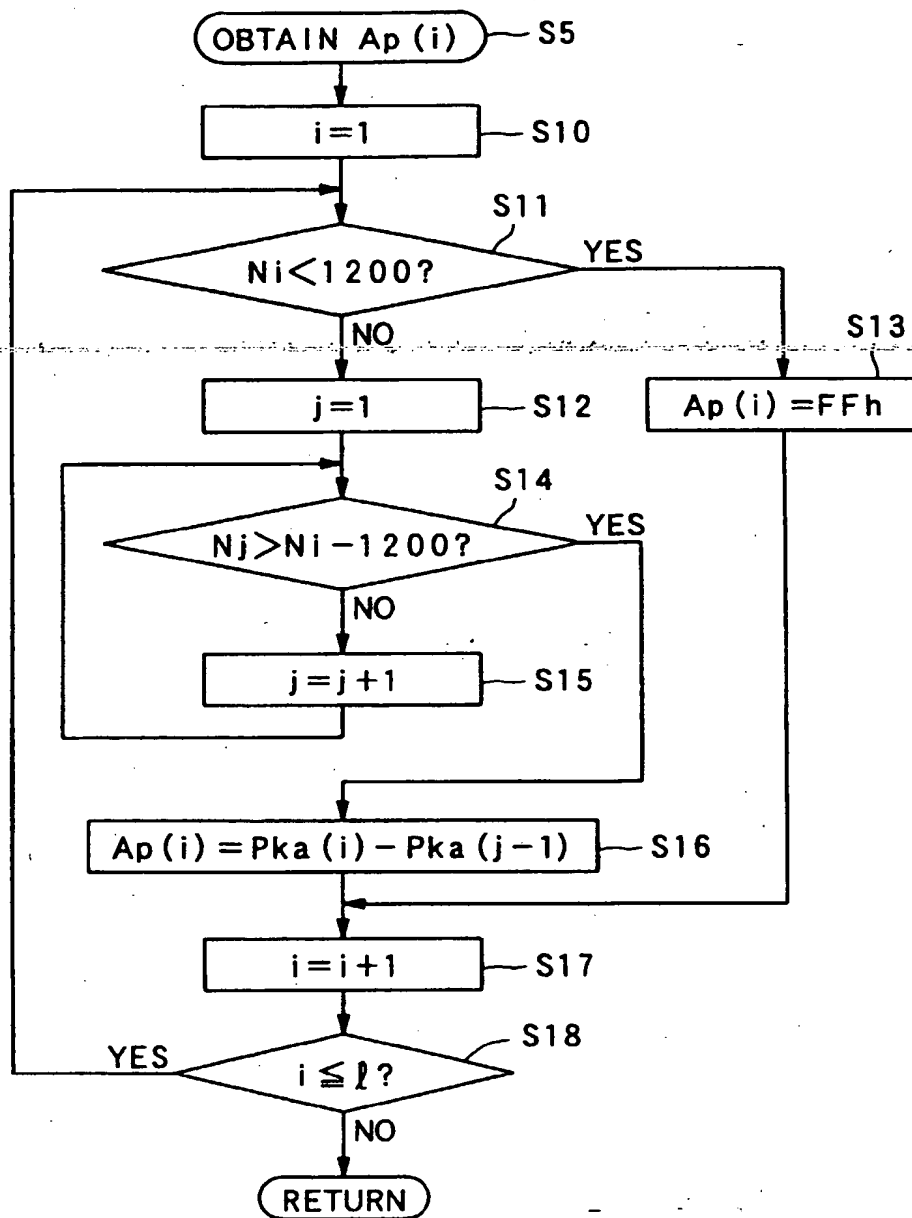 OBTAIN Ap(i)
S5
i=1
S10
S11
Ni<1200?
YES
NO
S13
j=1
S12
Ap(i)=FFh
S14
Nj>Ni-1200?
YES
NO
j=j+1
S15
Ap(i)=Pka(i)-Pka(j-1)
S16
i=i+1
S17
S18
YES
i≦ℓ?
NO
RETURN